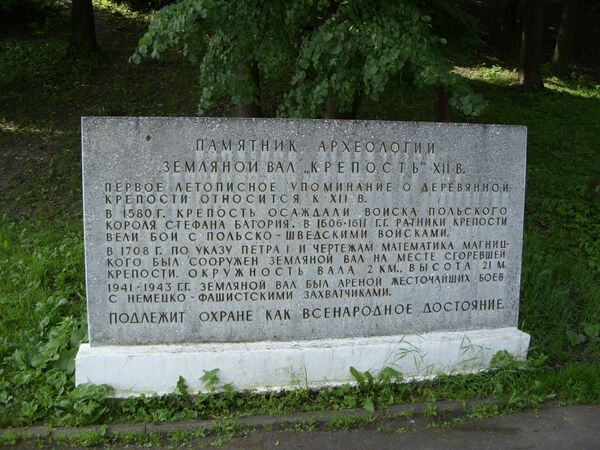 ПАМЯТНИК АРХЕОЛОГИИ
ЗЕМЛЯНОЙ ВАЛ „КРЕПОСТЬ" XII В.
ПЕРВОЕ ЛЕТОПИСНОЕ УПОМИНАНИЕ О ДЕРЕВЯННОЙ
КРЕПОСТИ ОТНОСИТСЯ К XII В.
В 1580 Г. КРЕПОСТЬ ОСАЖДАЛИ ВОЙСКА ПОЛЬСКОГО
КОРОЛЯ СТЕФАНА БАТОРИЯ. В 1606-1611 Г.Г. РАТНИКИ КРЕПОСТИ
ВЕЛИ БОИ С ПОЛЬСКО-ШВЕДСКИМИ ВОЙСКАМИ.
В 1708 Г. ПО УКАЗУ ПЕТРА I И ЧЕРТЕЖАМ МАТЕМАТИКА МАГНИЦ-
КОГО БЫЛ СООРУЖЕН ЗЕМЛЯНОЙ ВАЛ НА МЕСТЕ СГОРЕВШЕЙ
КРЕПОСТИ. ОКРУЖНОСТЬ ВАЛА 2 КМ., ВЫСОТА 21 М.
1941-1943 Г.Г. ЗЕМЛЯНОЙ ВАЛ БЫЛ АРЕНОЙ ЖЕСТОЧАЙШИХ БОЕВ
С НЕМЕЦКО-ФАШИСТСКИМИ ЗАХВАТЧИКАМИ.
ПОДЛЕЖИТ ОХРАНЕ КАК ВСЕНАРОДНОЕ ДОСТОЯНИЕ.